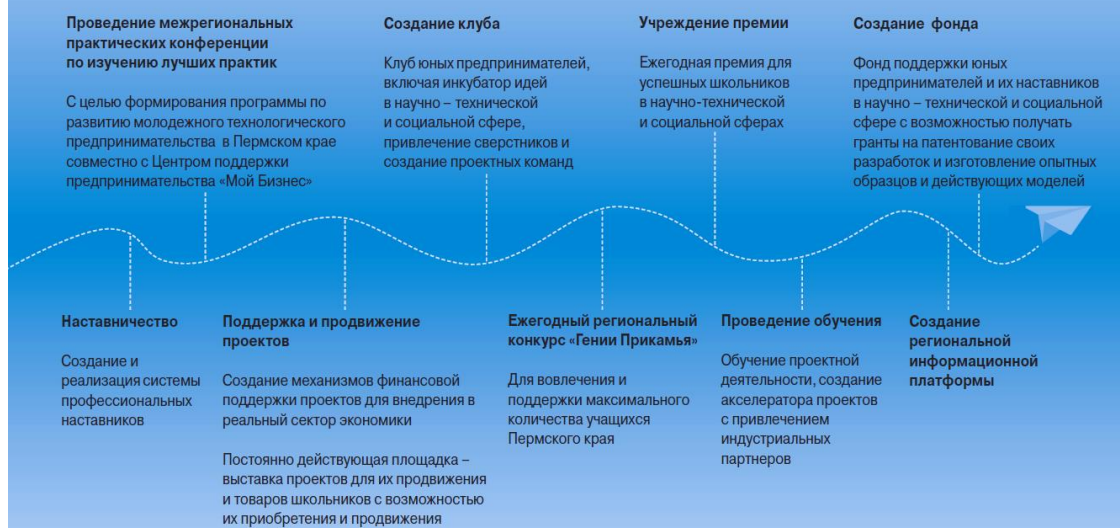 Проведение межрегиональных
практических конференции
по изучению лучших практик
С целью формирования программы по
развитию молодежного технологического
предпринимательства в Пермском крае
совместно с Центром поддержки
предпринимательства «Мой Бизнес»
Создание клуба
Клуб юных предпринимателей,
включая инкубатор идей
в научно – технической
и социальной сфере,
привлечение сверстников и
создание проектных команд
Учреждение премии
Ежегодная премия для
успешных школьников
в научно-технической
и социальной сферах
Создание фонда
Фонд поддержки юных
предпринимателей и их наставников
в научно – технической и социальной
сфере с возможностью получать
гранты на патентование своих
разработок и изготовление опытных
образцов и действующих моделей
Наставничество
Создание и
реализация системы
профессиональных
наставников
Поддержка и продвижение
проектов
Создание механизмов финансовой
поддержки проектов для внедрения в
реальный сектор экономики
Постоянно действующая площадка –
выставка проектов для их продвижения
и товаров школьников с возможностью
их приобретения и продвижения
Ежегодный региональный
конкурс «Гении Прикамья»
Для вовлечения и
поддержки максимального
количества учащихся
Пермского края
Проведение обучения
Обучение проектной
деятельности, создание
акселератора проектов
с привлечением
индустриальных
партнеров
Создание
региональной
информационной
платформы